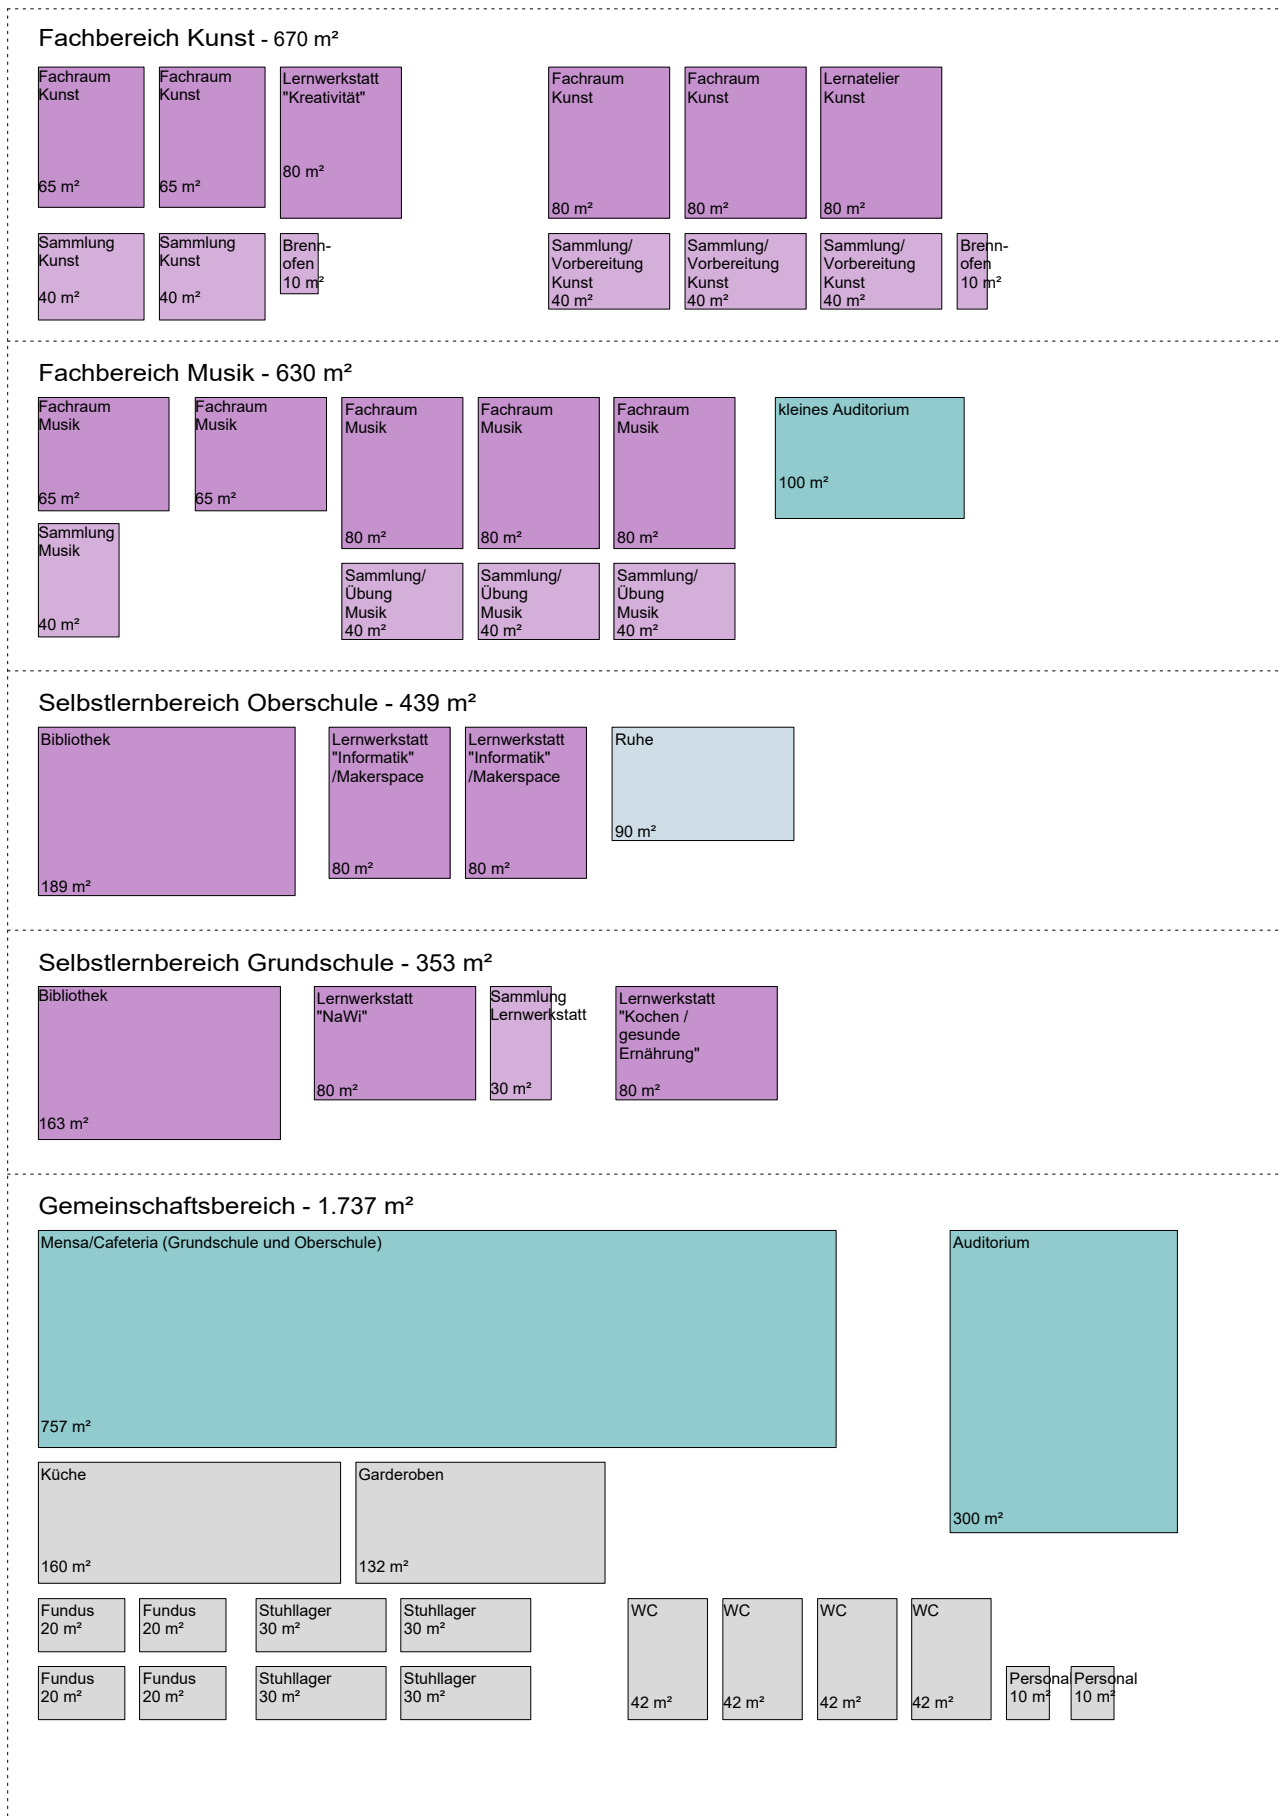 Fachbereich Kunst - 670 m²
Fachraum
Kunst
65 m²
Fachraum
Kunst
65 m²
Lernwerkstatt
"Kreativität"
80 m²
Fachraum
Kunst
80 m²
Fachraum
Kunst
80 m²
Lernatelier
Kunst
80 m²
Sammlung
Kunst
40 m²
Sammlung
Kunst
40 m²
Brenn-
ofen
10 m²
Sammlung/
Vorbereitung
Kunst
40 m²
Sammlung/
Vorbereitung
Kunst
40 m²
Sammlung/
Vorbereitung
Kunst
40 m²
Brenn-
ofen
10 m²
Fachbereich Musik - 630 m²
Fachraum
Musik
65 m²
Fachraum
Musik
65 m²
Fachraum
Musik
80 m²
Fachraum
Musik
80 m²
Fachraum
Musik
80 m²
kleines Auditorium
100 m²
Sammlung
Musik
40 m²
Sammlung/
Übung
Musik
40 m²
Sammlung/
Übung
Musik
40 m²
Sammlung/
Übung
Musik
40 m²
Selbstlernbereich Oberschule - 439 m²
Bibliothek
189 m²
Lernwerkstatt
"Informatik"
/Makerspace
80 m²
Lernwerkstatt
"Informatik"
/Makerspace
80 m²
Ruhe
90 m²
Selbstlernbereich Grundschule - 353 m²
Bibliothek
163 m²
Lernwerkstatt
"NaWi"
80 m²
Sammlung
Lernwerkstatt
30 m²
Lernwerkstatt
"Kochen /
gesunde
Ernährung"
80 m²
Gemeinschaftsbereich - 1.737 m²
Mensa/Cafeteria (Grundschule und Oberschule)
757 m²
Auditorium
300 m²
Küche
160 m²
Garderoben
132 m²
Fundus
20 m²
Fundus
20 m²
Stuhllager
30 m²
Stuhllager
30 m²
WC
42 m²
WC
42 m²
WC
42 m²
WC
42 m²
Fundus
20 m²
Fundus
20 m²
Stuhllager
30 m²
Stuhllager
30 m²
Personal
10 m²
Personal
10 m²